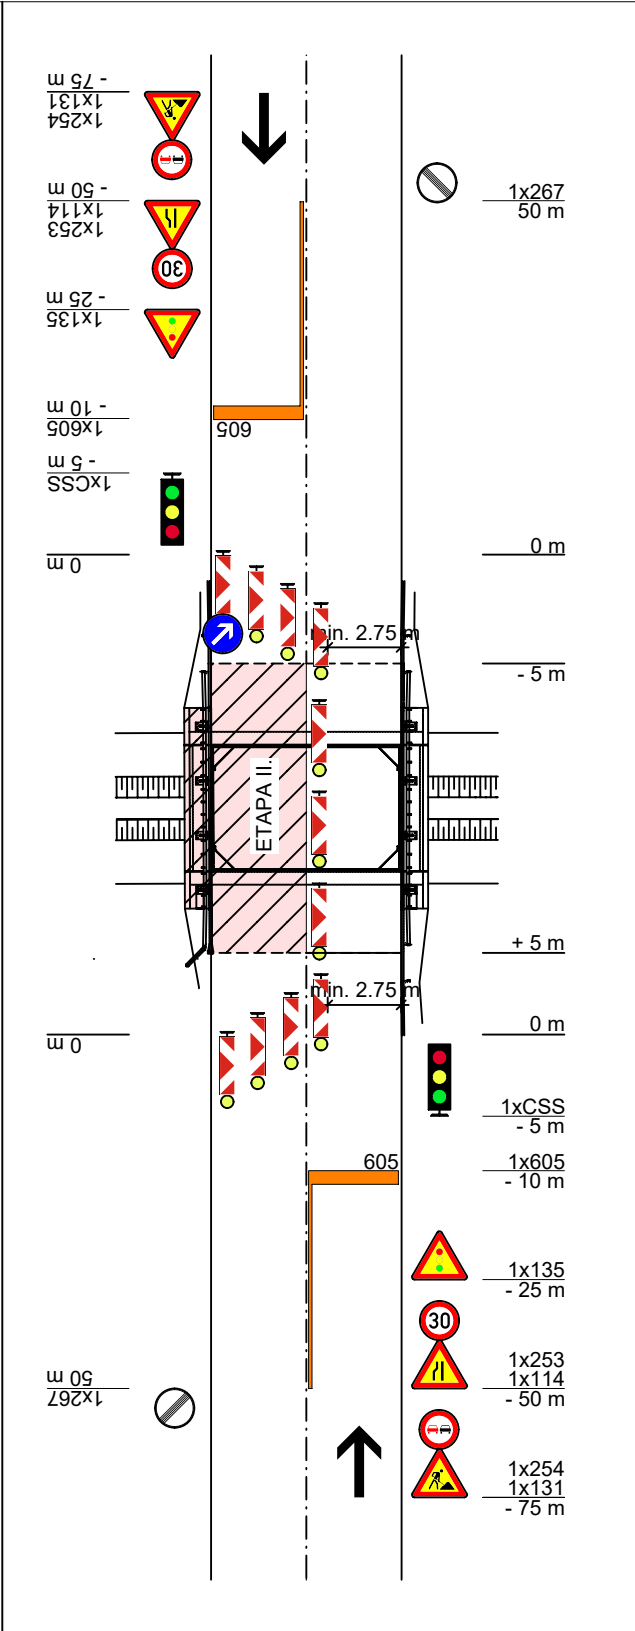 - 75 m
1x131
1x254
- 50 m
1x114
1x253
30
- 25 m
1x135
- 10 m
1x605
605
- 5 m
1xCSS
0 m
1x267
50 m
0 m
min. 2.75 m
- 5 m
ETAPA II.
+ 5 m
min. 2.75 m
0 m
0 m
1xCSS
- 5 m
605
1x605
- 10 m
1x135
- 25 m
30
1x253
1x114
- 50 m
50 m
1x267
1x254
1x131
- 75 m